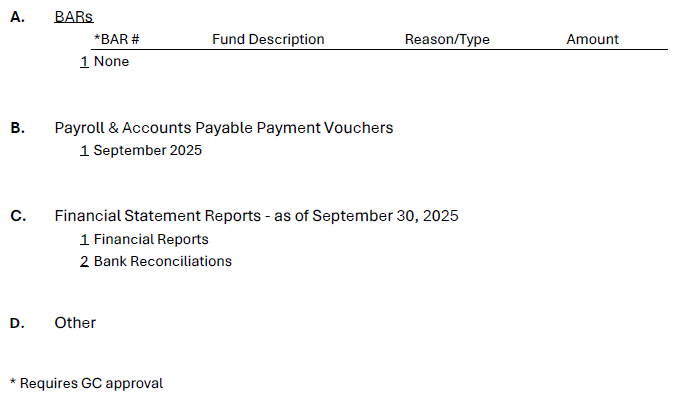 A. BARs
*BAR # Fund Description Reason/Type Amount
1 None
B. Payroll & Accounts Payable Payment Vouchers
1 September 2025
C. Financial Statement Reports - as of September 30, 2025
1 Financial Reports
2 Bank Reconciliations
D. Other
* Requires GC approval